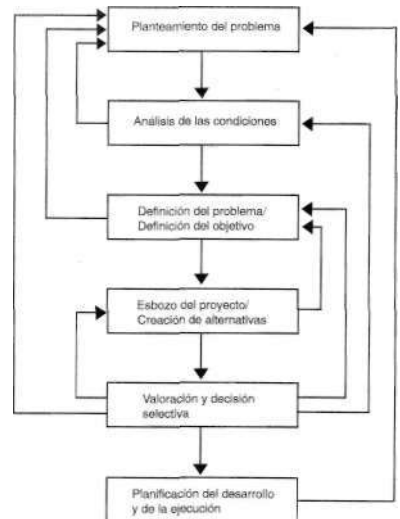 Planteamiento del problema
Análisis de las condiciones
Definición del problema/
Definición del objetivo
Esbozo del proyecto/
Creación de alternativas
Valoración y decisión
selectiva
Planificación del desarrollo
y de la ejecución